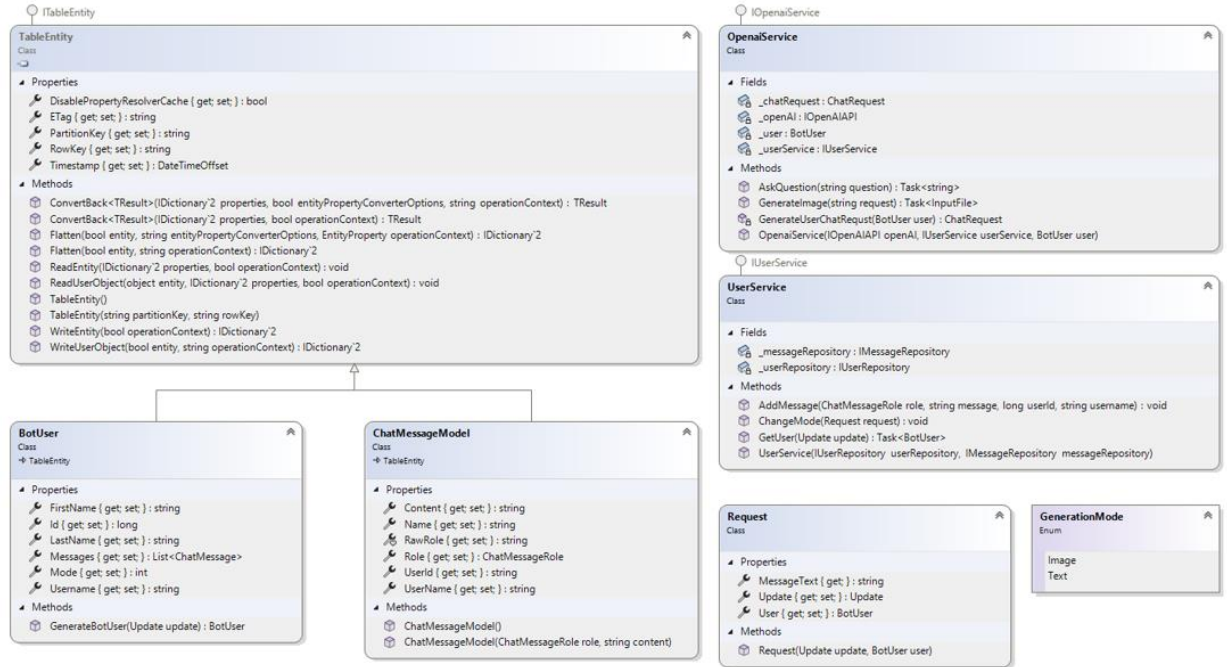 ITableEntity
TableEntity
Class
Properties
DisablePropertyResolverCache { get; set; } : bool
ETag { get; set; } : string
PartitionKey { get; set; } : string
RowKey { get; set; } : string
Timestamp { get; set; } : DateTimeOffset
Methods
ConvertBack<TResult>(IDictionary`2 properties, bool entityPropertyConverterOptions, string operationContext) : TResult
ConvertBack<TResult>(IDictionary`2 properties, bool operationContext) : TResult
Flatten(bool entity, string entityPropertyConverterOptions, EntityProperty operationContext) : IDictionary`2
Flatten(bool entity, string operationContext) : IDictionary`2
ReadEntity(IDictionary`2 properties, bool operationContext) : void
ReadUserObject(object entity, IDictionary`2 properties, bool operationContext) : void
TableEntity()
TableEntity(string partitionKey, string rowKey)
WriteEntity(bool operationContext) : IDictionary`2
WriteUserObject(bool entity, string operationContext) : IDictionary`2
BotUser
Class
TableEntity
Properties
FirstName { get; set; } : string
Id { get; set; } : long
LastName { get; set; } : string
Messages { get; set; } : List<ChatMessage>
Mode { get; set; } : int
Username { get; set; } : string
Methods
GenerateBotUser(Update update) : BotUser
ChatMessageModel
Class
TableEntity
Properties
Content { get; set; } : string
Name { get; set; } : string
RawRole { get; set; } : string
Role { get; set; } : ChatMessageRole
UserId { get; set; } : string
UserName { get; set; } : string
Methods
ChatMessageModel()
ChatMessageModel(ChatMessageRole role, string content)
IOpenaiService
OpenaiService
Class
Fields
_chatRequest : ChatRequest
_openAI : IOpenAIAPI
_user : BotUser
_userService : IUserService
Methods
AskQuestion(string question) : Task<string>
GenerateImage(string request) : Task<InputFile>
GenerateUserChatRequst(BotUser user) : ChatRequest
OpenaiService(IOpenAIAPI openAI, IUserService userService, BotUser user)
IUserService
UserService
Class
Fields
_messageRepository : IMessageRepository
_userRepository : IUserRepository
Methods
AddMessage(ChatMessageRole role, string message, long userId, string username) : void
ChangeMode(Request request) : void
GetUser(Update update) : Task<BotUser>
UserService(IUserRepository userRepository, IMessageRepository messageRepository)
Request
Class
Properties
MessageText { get; } : string
Update { get; set; } : Update
User { get; set; } : BotUser
Methods
Request(Update update, BotUser user)
GenerationMode
Enum
Image
Text